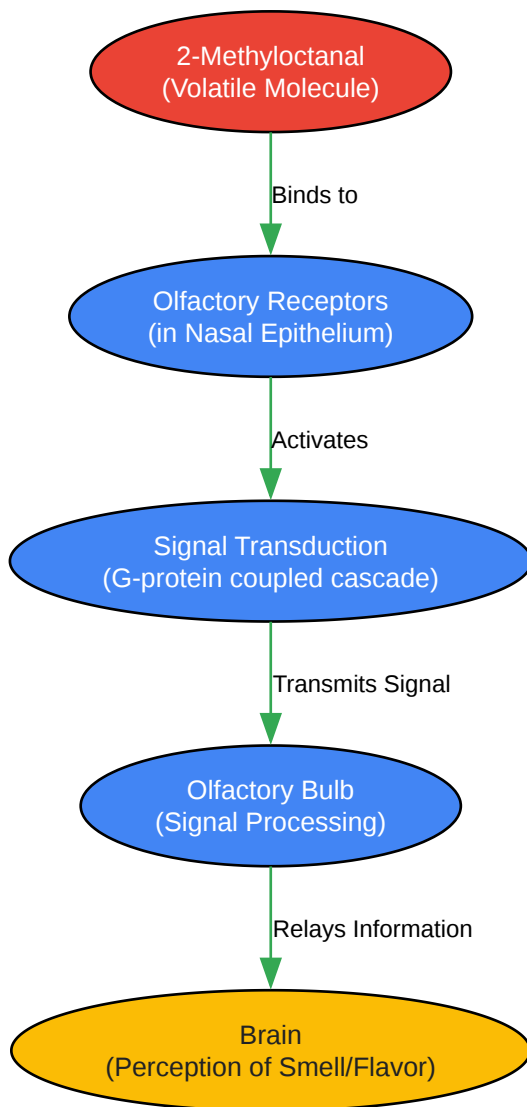 2-Methyloctanal
(Volatile Molecule)
Binds to
Olfactory Receptors
(in Nasal Epithelium)
Activates
Signal Transduction
(G-protein coupled cascade)
Transmits Signal
Olfactory Bulb
(Signal Processing)
Relays Information
Brain
(Perception of Smell/Flavor)